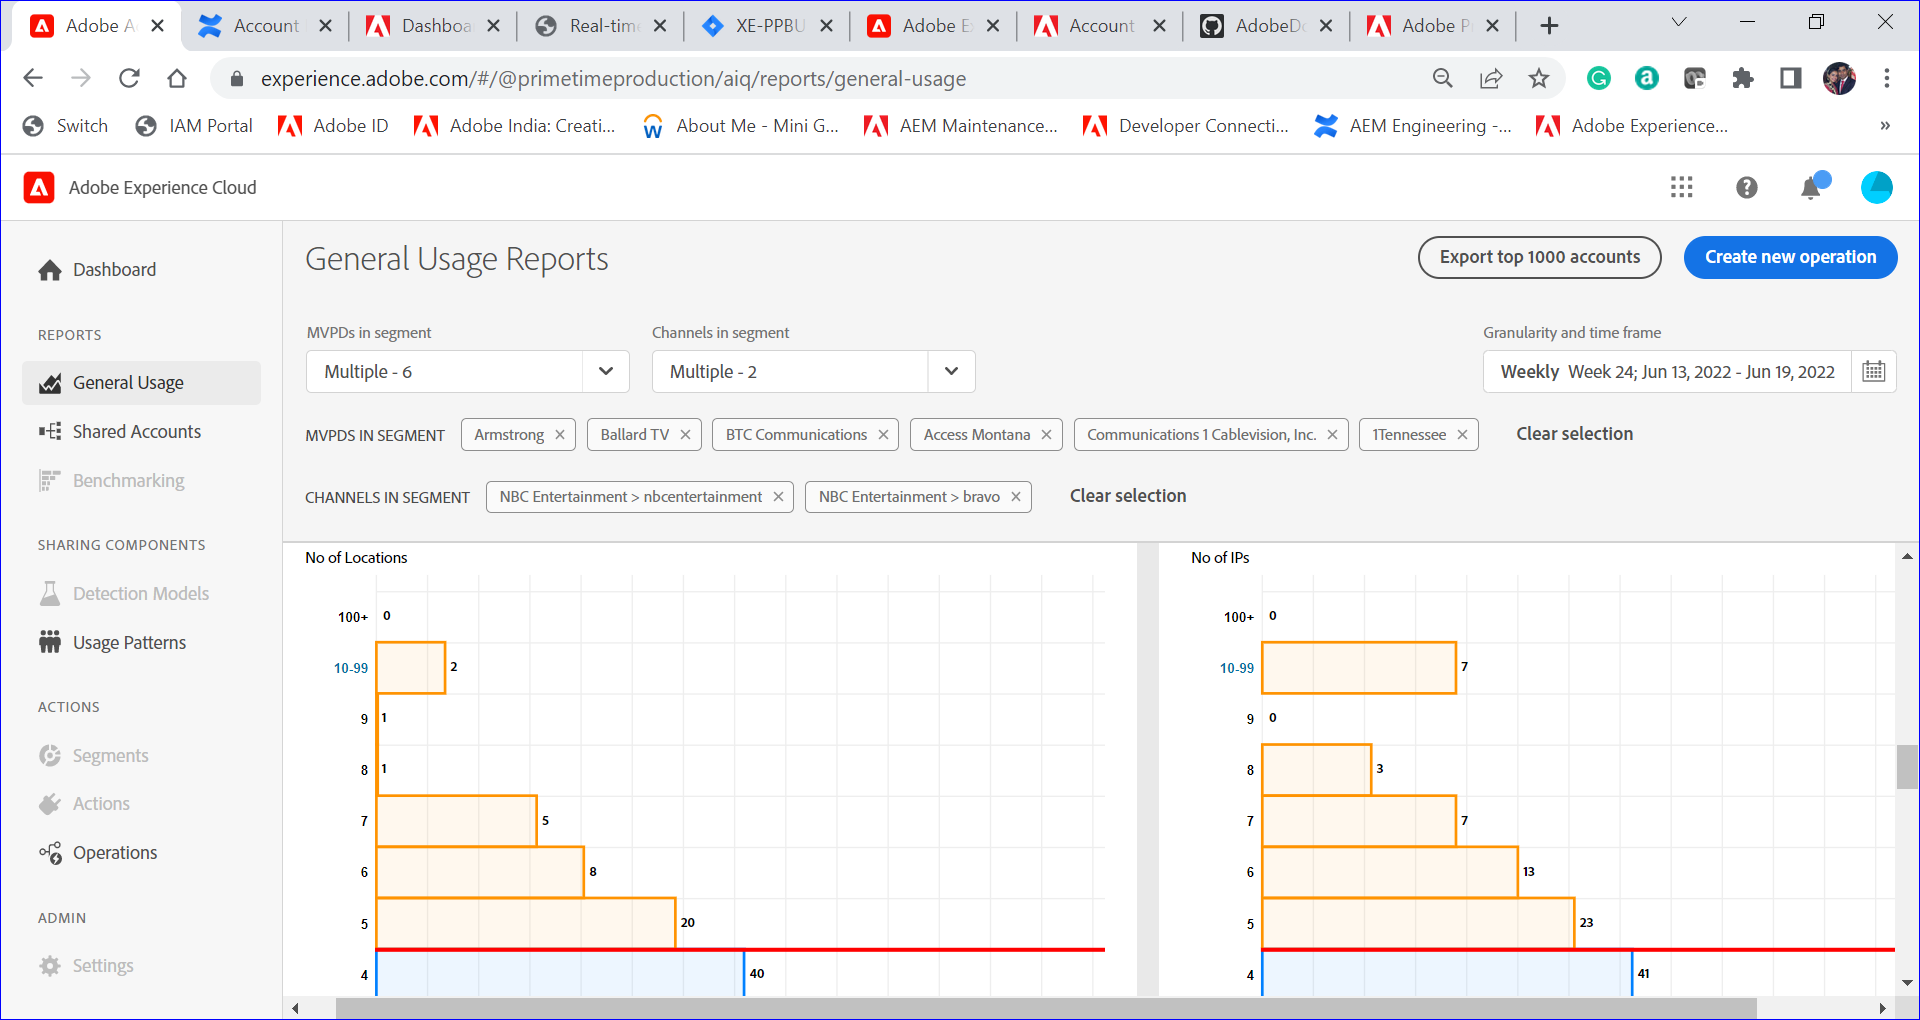 Adobe A
Account
Dashboa
Real-time
XE-PPBU
Adobe E
Account
AdobeDo
Adobe P
experience.adobe.com/#/@primetimeproduction/aiq/reports/general-usage
Switch
IAM Portal
Adobe ID
Adobe India: Creati...
About Me - Mini G...
AEM Maintenance...
Developer Connecti...
AEM Engineering -...
Adobe Experience...
»
Adobe Experience Cloud
Dashboard
REPORTS
General Usage
Shared Accounts
Benchmarking
SHARING COMPONENTS
Detection Models
Usage Patterns
ACTIONS
Segments
Actions
Operations
ADMIN
Settings
General Usage Reports
Export top 1000 accounts
Create new operation
MVPDs in segment
Multiple - 6
Channels in segment
Multiple - 2
Granularity and time frame
Weekly Week 24; Jun 13, 2022 - Jun 19, 2022
MVPDS IN SEGMENT
Armstrong
Ballard TV
BTC Communications
Access Montana
Communications 1 Cablevision, Inc.
1Tennessee
Clear selection
CHANNELS IN SEGMENT
NBC Entertainment > nbcentertainment
NBC Entertainment > bravo
Clear selection
No of Locations
100+ 0
10-99 2
9 1
8 1
7 5
6 8
5 20
4 40
No of IPs
100+ 0
10-99 7
9 0
8 3
7 7
6 13
5 23
4 41